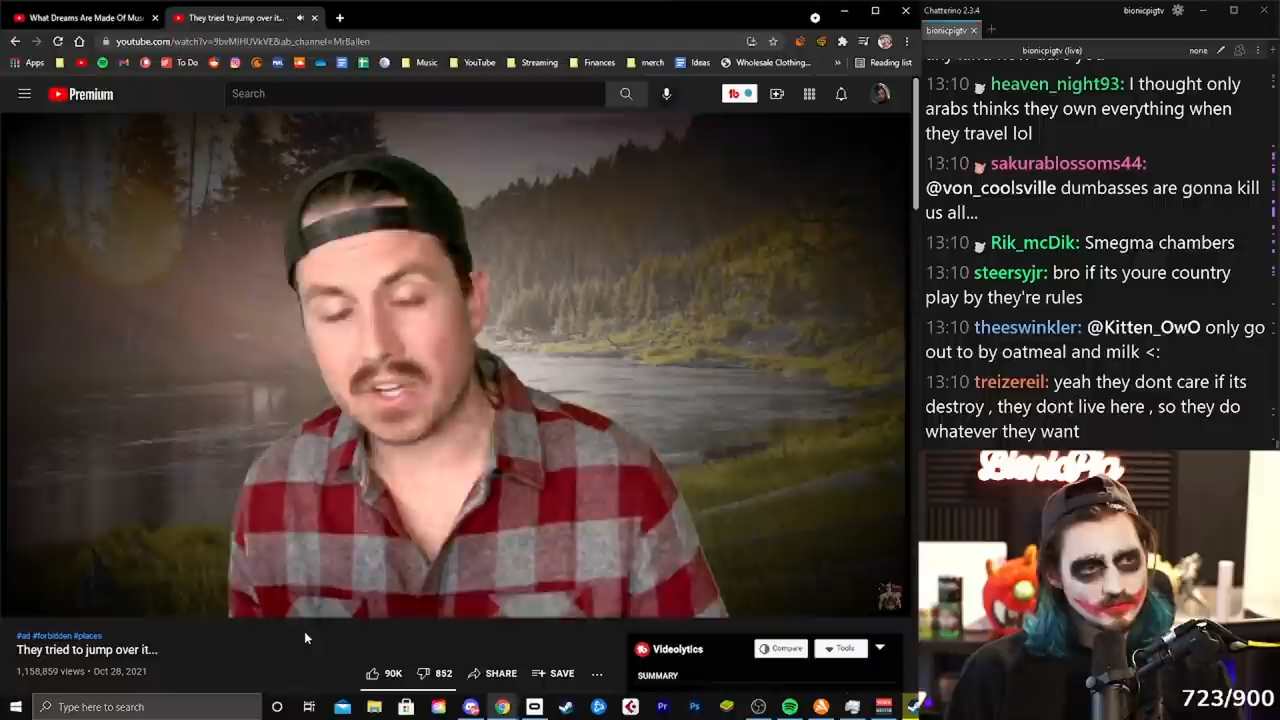 What Dreams Are Made Of Mus
They tried to jump over it...
Chatterino 2.3.4
bionicpigtv
youtube.com/watch?v=9bvMIHUVkVE&ab_channel=MrBallen
bionicpigtv
Apps
To Do
Music
YouTube
Streaming
Finances
merch
Ideas
Wholesale Clothing...
Reading list
bionicpigtv (live)
none
Premium
Search
heaven_night93: I thought only
13:10
arabs thinks they own everything when
they travel lol
13:10 sakurablossoms44:
@von_coolsville dumbasses are gonna kill
us all...
13:10 Rik_mcDik: Smegma chambers
13:10 steersyjr: bro if its youre country
play by they're rules
13:10 theeswinkler: @Kitten_OwO only go
out to by oatmeal and milk <:
13:10 treizereil: yeah they dont care if its
destroy , they dont live here , so they do
whatever they want
BionicPig
#ad #forbidden #places
They tried to jump over it...
1,158,859 views • Oct 28, 2021
90K
852
SHARE
SAVE
Videolytics
Compare
Tools
SUMMARY
Type here to search
723/900